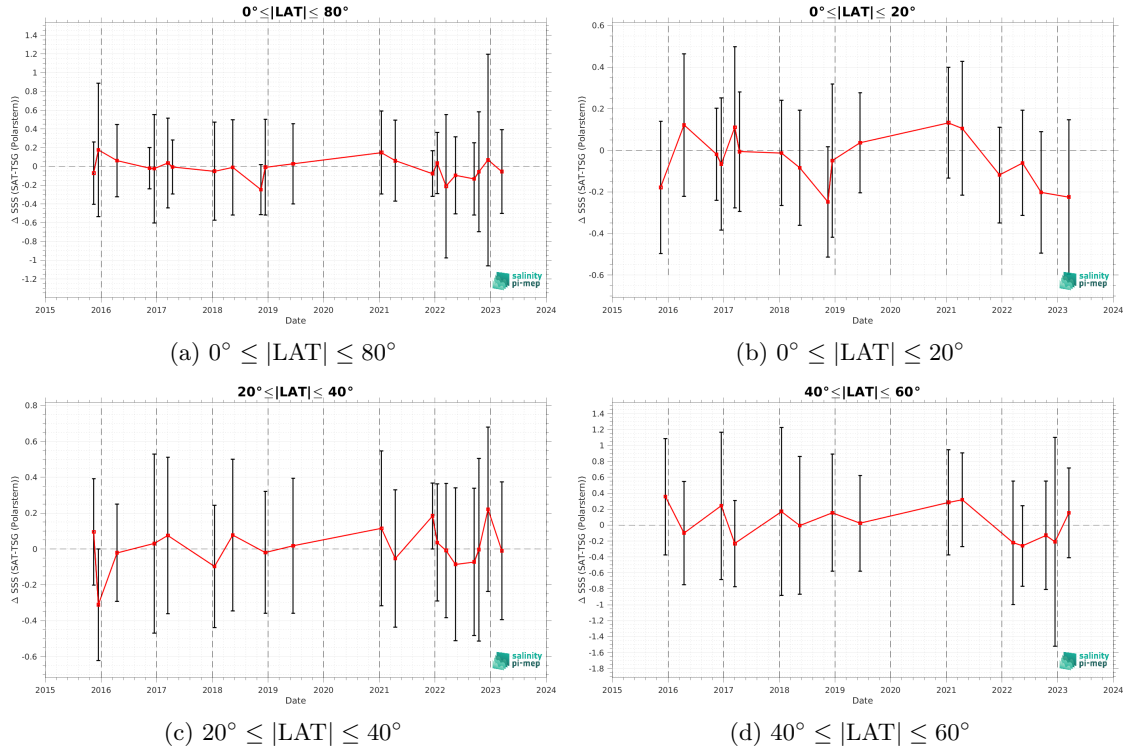 0°≤|LAT|≤ 80°
Δ SSS (SAT-TSG (Polarstern))
1.4
1.2
1
0.8
0.6
0.4
0.2
0
-0.2
-0.4
-0.6
-0.8
-1
-1.2
2015 2016 2017 2018 2019 2020 2021 2022 2023 2024
Date
salinity
pi-mep
(a) 0° ≤ |LAT| ≤ 80°
0°≤|LAT|≤ 20°
Δ SSS (SAT-TSG (Polarstern))
0.6
0.4
0.2
0
-0.2
-0.4
-0.6
2015 2016 2017 2018 2019 2020 2021 2022 2023 2024
Date
salinity
pi-mep
(b) 0° ≤ |LAT| ≤ 20°
20°≤|LAT|≤ 40°
Δ SSS (SAT-TSG (Polarstern))
0.8
0.6
0.4
0.2
0
-0.2
-0.4
-0.6
2015 2016 2017 2018 2019 2020 2021 2022 2023 2024
Date
salinity
pi-mep
(c) 20° ≤ |LAT| ≤ 40°
40°≤|LAT|≤ 60°
Δ SSS (SAT-TSG (Polarstern))
1.4
1.2
1
0.8
0.6
0.4
0.2
0
-0.2
-0.4
-0.6
-0.8
-1
-1.2
-1.4
-1.6
-1.8
2015 2016 2017 2018 2019 2020 2021 2022 2023 2024
Date
salinity
pi-mep
(d) 40° ≤ |LAT| ≤ 60°